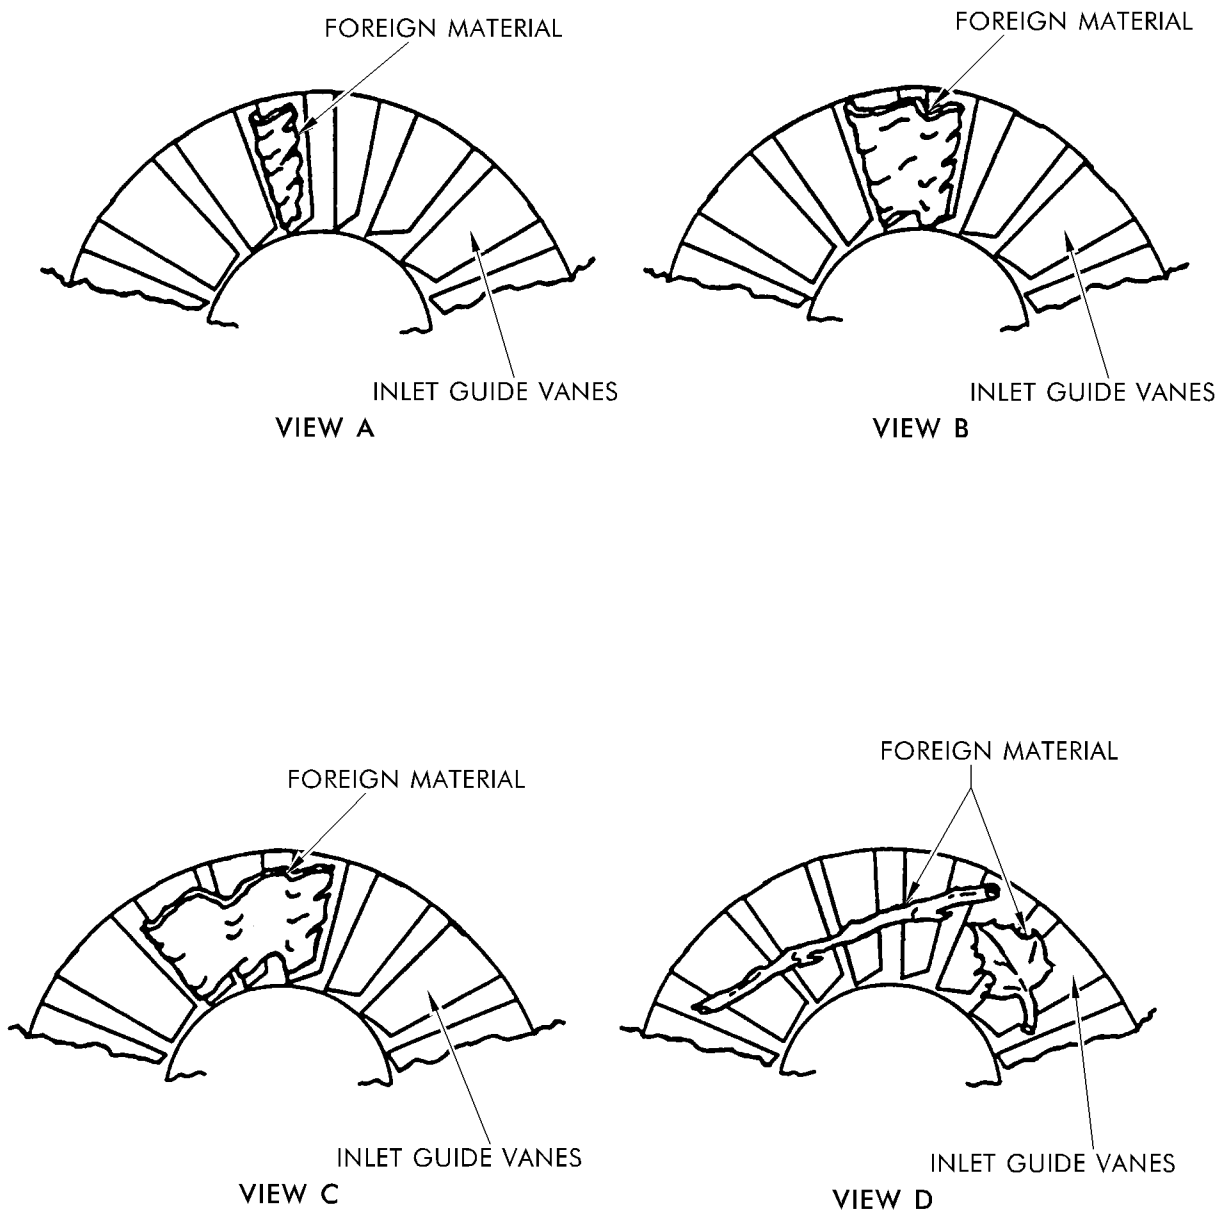 FOREIGN MATERIAL
INLET GUIDE VANES
VIEW A
FOREIGN MATERIAL
INLET GUIDE VANES
VIEW B
FOREIGN MATERIAL
INLET GUIDE VANES
VIEW C
FOREIGN MATERIAL
INLET GUIDE VANES
VIEW D